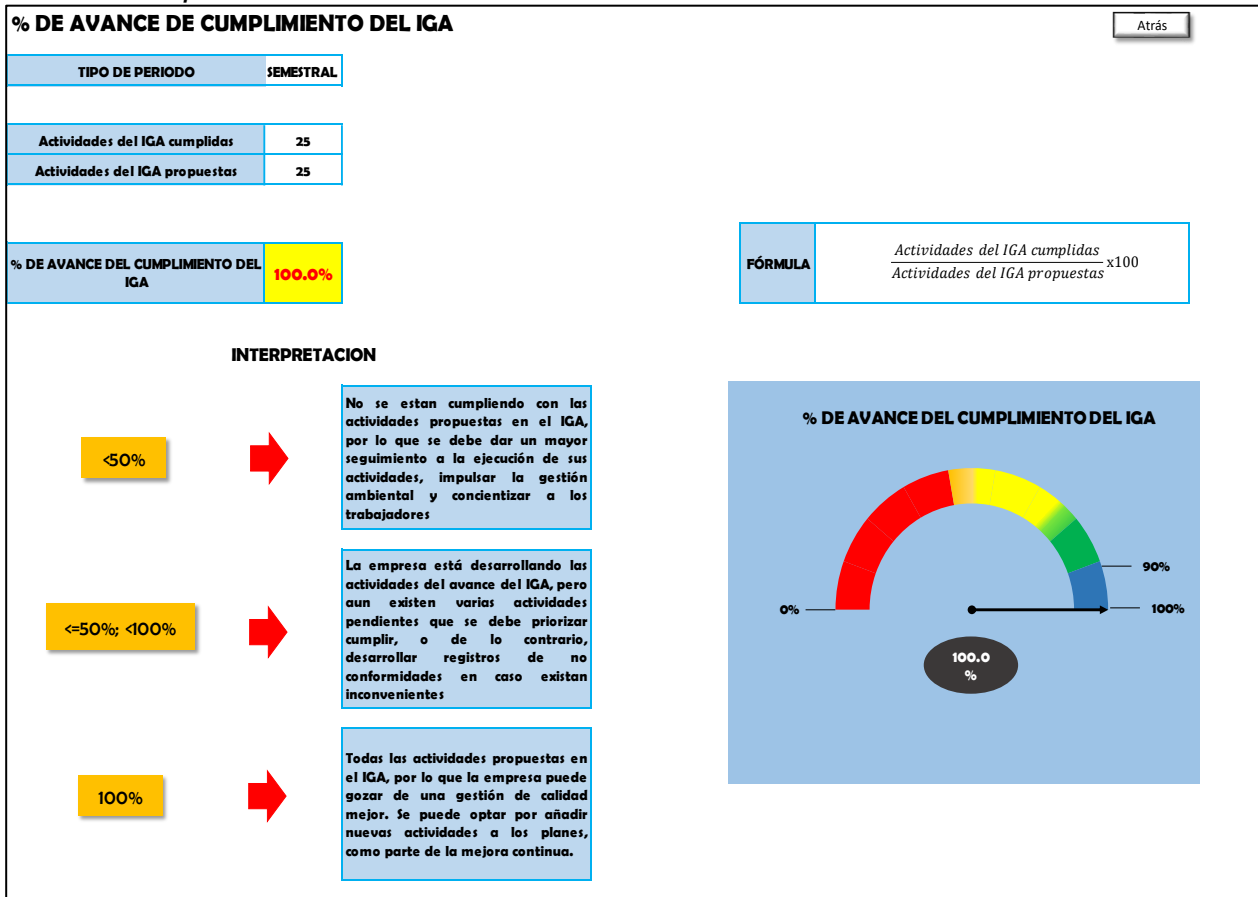 % DE AVANCE DE CUMPLIMIENTO DEL IGA
Atrás
TIPO DE PERIODO SEMESTRAL
Actividades del IGA cumplidas 25
Actividades del IGA propuestas 25
% DE AVANCE DEL CUMPLIMIENTO DEL
IGA
100.0%
FÓRMULA
Actividades del IGA cumplidas
Actividades del IGA propuestas
x100
INTERPRETACION
<50%
No se estan cumpliendo con las
actividades propuestas en el IGA,
por lo que se debe dar un mayor
seguimiento a la ejecución de sus
actividades, impulsar la gestión
ambiental y concientizar a los
trabajadores
<=50%; <100%
La empresa está desarrollando las
actividades del avance del IGA, pero
aun existen varias actividades
pendientes que se debe priorizar
cumplir, o de lo contrario,
desarrollar registros de no
conformidades en caso existan
inconvenientes
100%
Todas las actividades propuestas en
el IGA, por lo que la empresa puede
gozar de una gestión de calidad
mejor. Se puede optar por añadir
nuevas actividades a los planes,
como parte de la mejora continua.
% DE AVANCE DEL CUMPLIMIENTO DEL IGA
90%
0%
100%
100.0
%